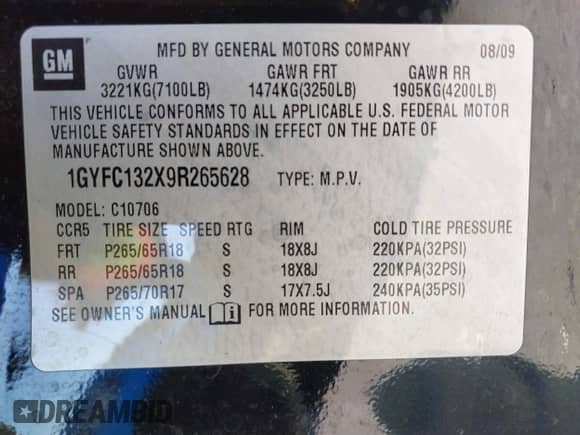 GM
MFD BY GENERAL MOTORS COMPANY 08/09
GVWR GAWR FRT GAWR RR
3221KG(7100LB) 1474KG(3250LB) 1905KG(4200LB)
THIS VEHICLE CONFORMS TO ALL APPLICABLE U.S. FEDERAL MOTOR
VEHICLE SAFETY STANDARDS IN EFFECT ON THE DATE OF
MANUFACTURE SHOWN ABOVE.
1GYFC132X9R265628 TYPE: M.P.V.
MODEL: C10706
CCR5 TIRE SIZE SPEED RTG RIM COLD TIRE PRESSURE
FRT P265/65R18 S 18X8J 220KPA(32PSI)
RR P265/65R18 S 18X8J 220KPA(32PSI)
SPA P265/70R17 S 17X7.5J 240KPA(35PSI)
SEE OWNER'S MANUAL i FOR MORE INFORMATION
DREAMBID